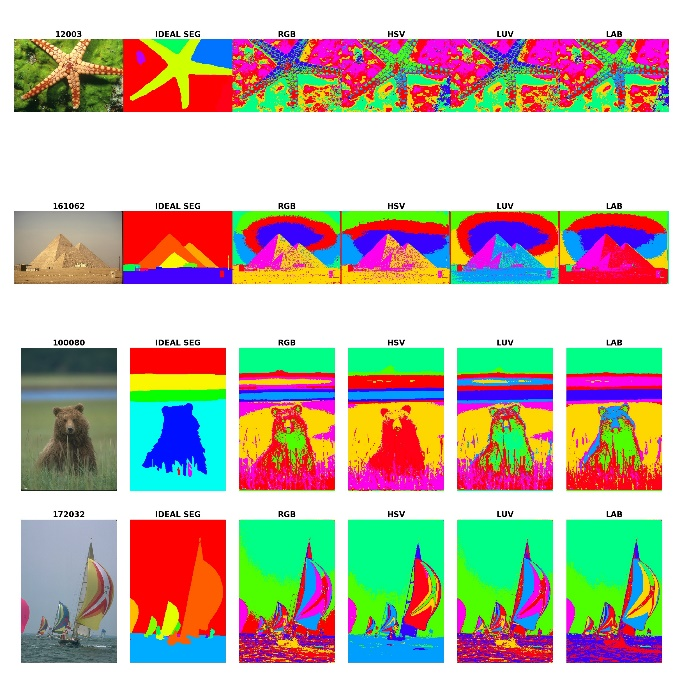 12003 IDEAL SEG RGB HSV LUV LAB
161062 IDEAL SEG RGB HSV LUV LAB
100080 IDEAL SEG RGB HSV LUV LAB
172032 IDEAL SEG RGB HSV LUV LAB